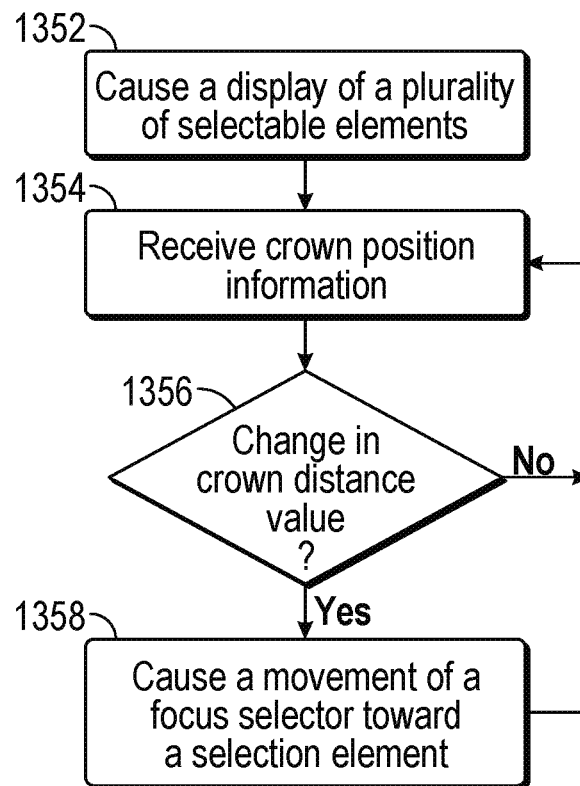 1352
Cause a display of a plurality
of selectable elements
1354
Receive crown position
information
1356
Change in
crown distance
value
?
No
Yes
1358
Cause a movement of a
focus selector toward
a selection element